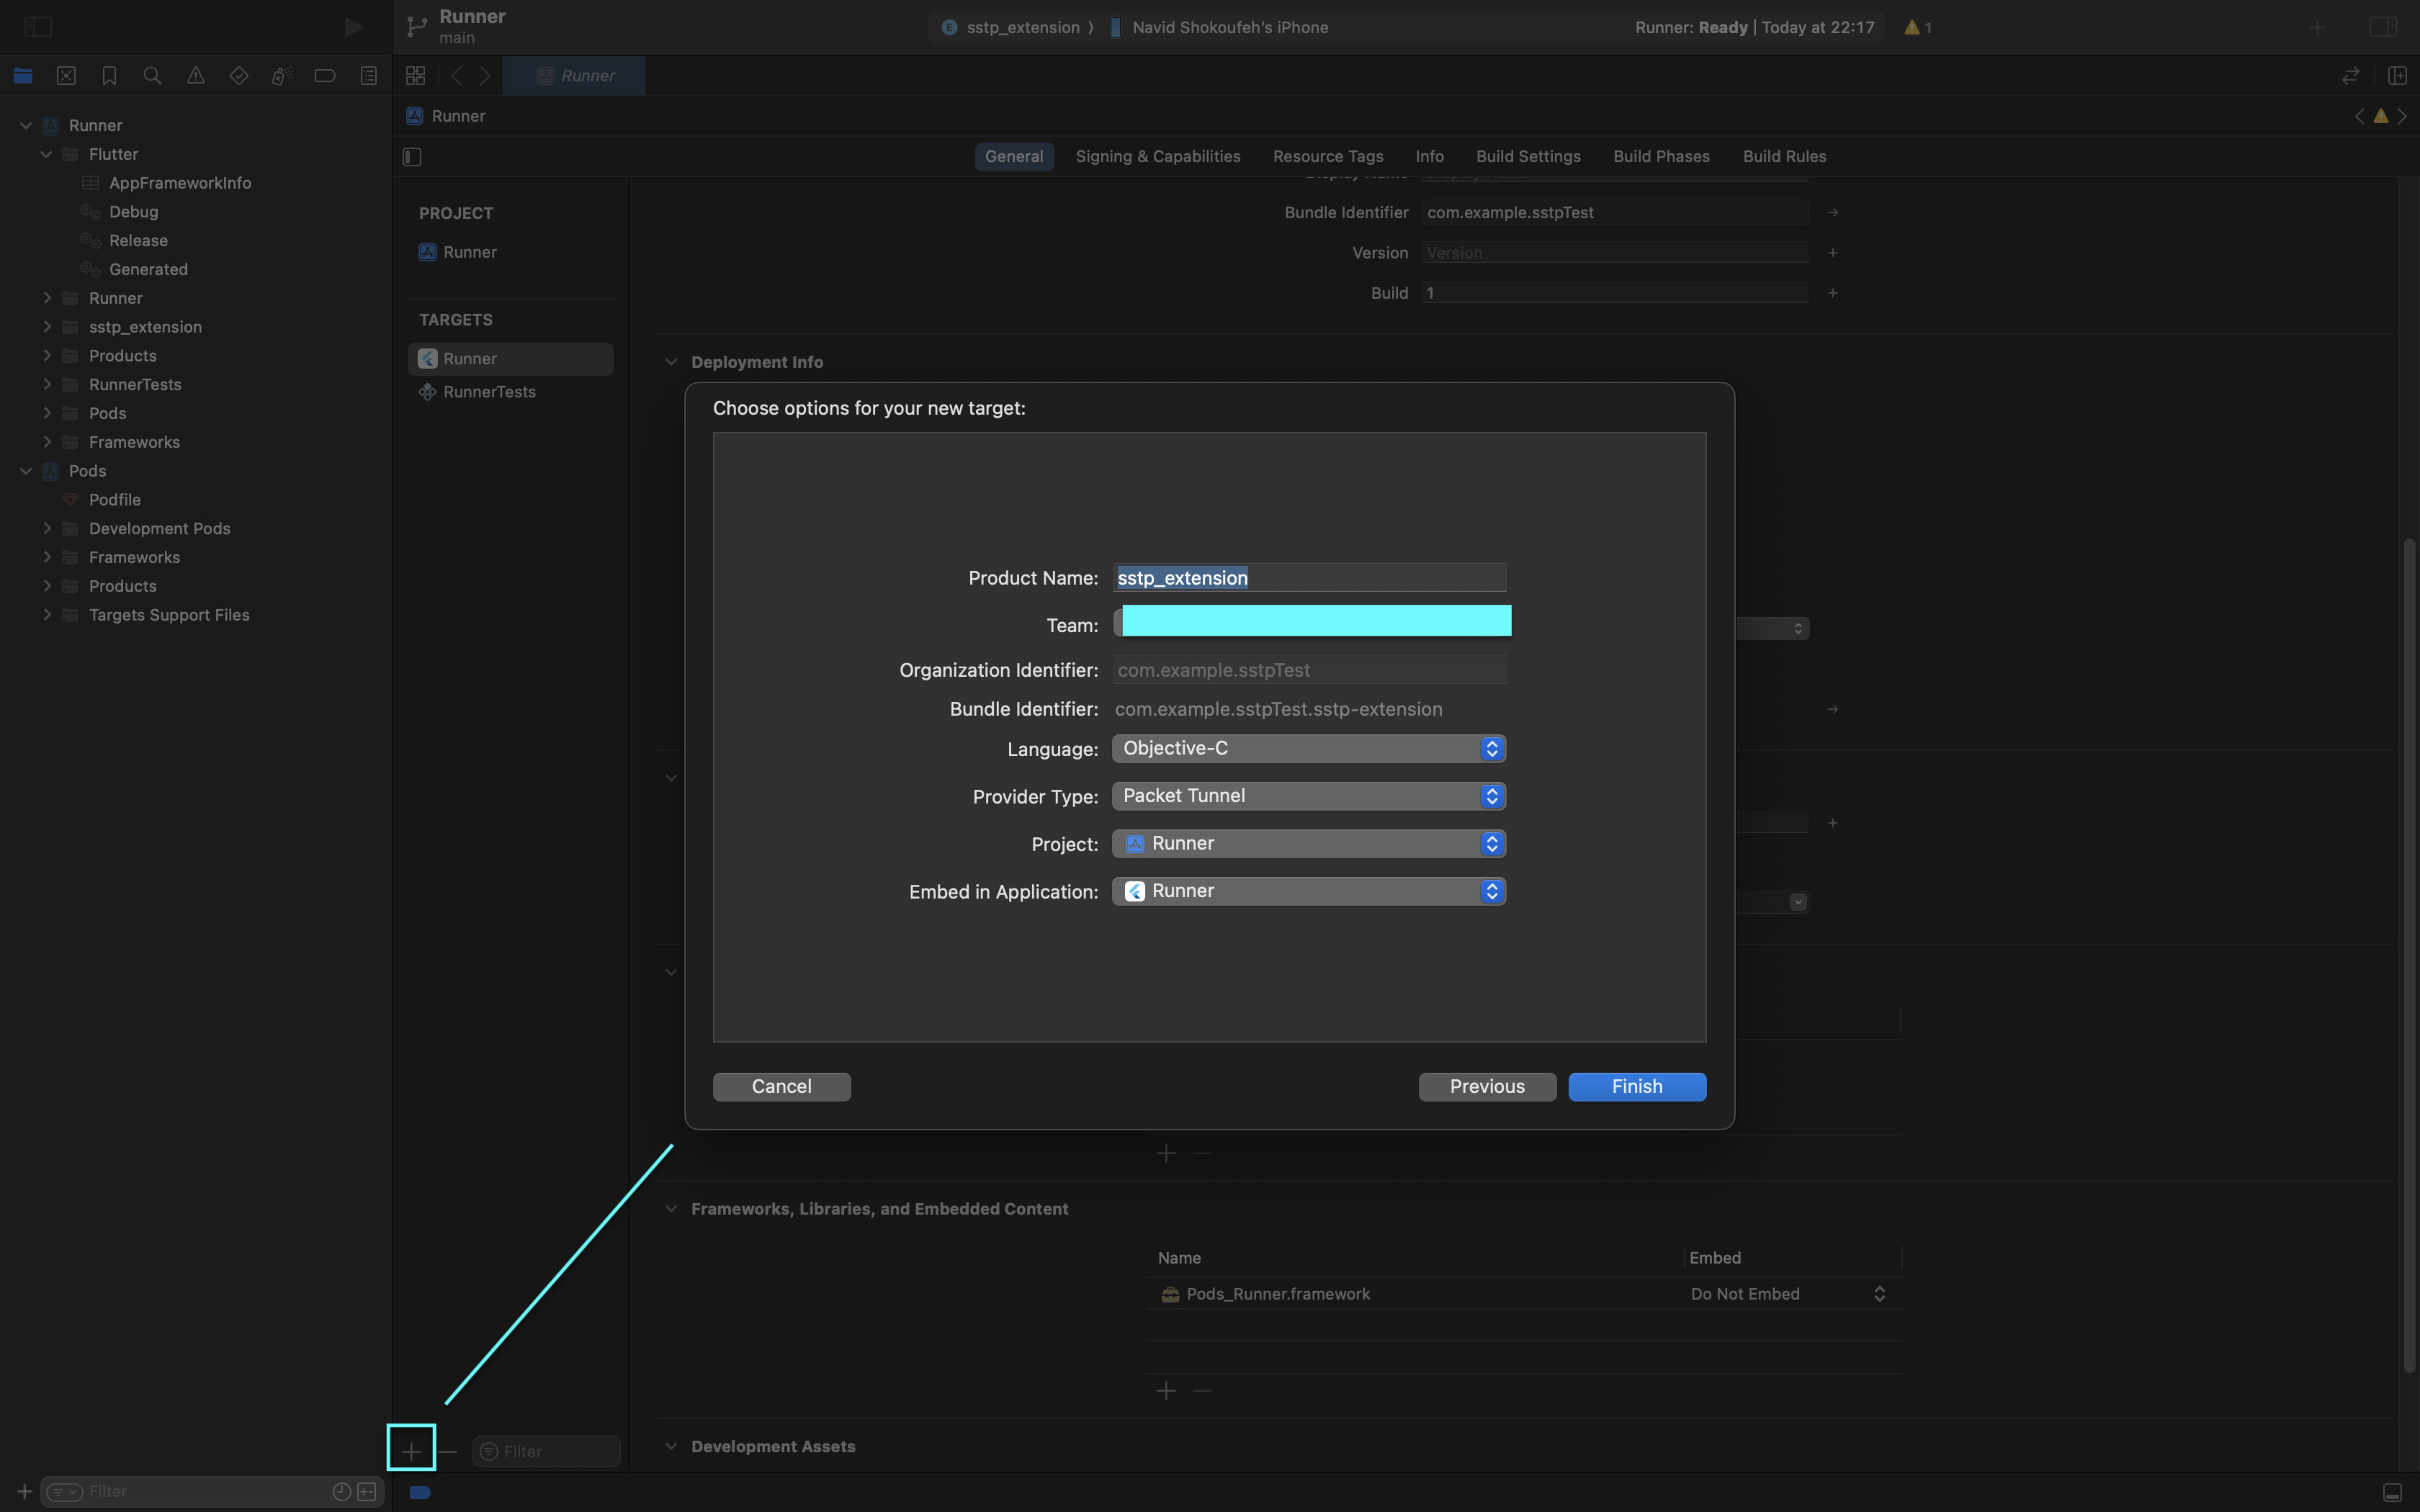 Runner
main
sstp_extension
Navid Shokoufeh's iPhone
Runner: Ready | Today at 22:17
1
Runner
Runner
General
Signing & Capabilities
Resource Tags
Info
Build Settings
Build Phases
Build Rules
Runner
Flutter
AppFrameworkInfo
Debug
Release
Generated
Runner
sstp_extension
Products
RunnerTests
Pods
Frameworks
Pods
Podfile
Development Pods
Frameworks
Products
Targets Support Files
Filter
PROJECT
Runner
TARGETS
Runner
RunnerTests
Filter
Bundle Identifier com.example.sstpTest
Version Version
Build 1
Deployment Info
Choose options for your new target:
Product Name: sstp_extension
Team:
Organization Identifier: com.example.sstpTest
Bundle Identifier: com.example.sstpTest.sstp-extension
Language: Objective-C
Provider Type: Packet Tunnel
Project: Runner
Embed in Application: Runner
Cancel
Previous
Finish
Frameworks, Libraries, and Embedded Content
Name Embed
Pods_Runner.framework Do Not Embed
Development Assets